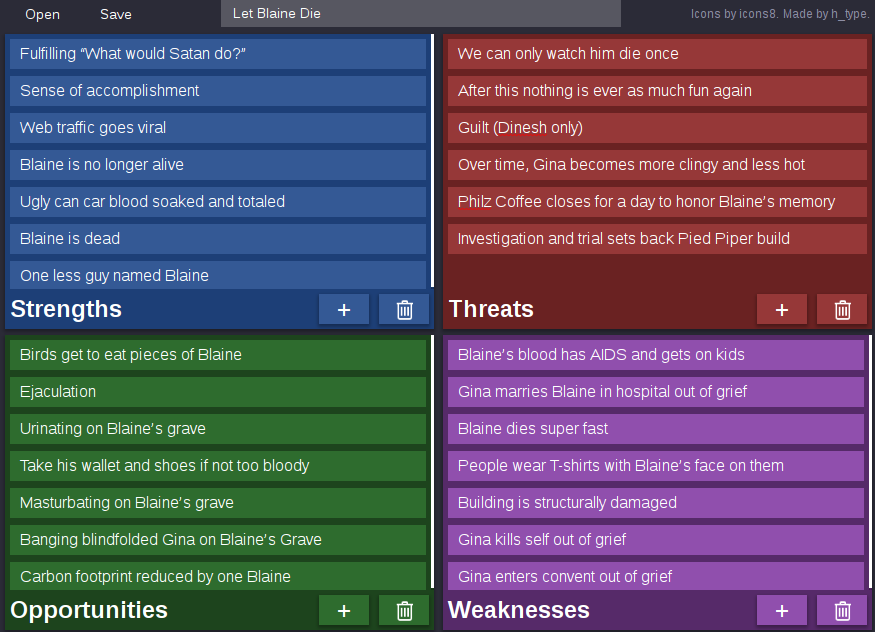 Open Save Let Blaine Die Icons by icons8. Made by h_type.
Fulfilling “What would Satan do?”
Sense of accomplishment
Web traffic goes viral
Blaine is no longer alive
Ugly can car blood soaked and totaled
Blaine is dead
One less guy named Blaine
Strengths +
We can only watch him die once
After this nothing is ever as much fun again
Guilt (Dinesh only)
Over time, Gina becomes more clingy and less hot
Philz Coffee closes for a day to honor Blaine’s memory
Investigation and trial sets back Pied Piper build
Threats +
Birds get to eat pieces of Blaine
Ejaculation
Urinating on Blaine’s grave
Take his wallet and shoes if not too bloody
Masturbating on Blaine’s grave
Banging blindfolded Gina on Blaine’s Grave
Carbon footprint reduced by one Blaine
Opportunities +
Blaine’s blood has AIDS and gets on kids
Gina marries Blaine in hospital out of grief
Blaine dies super fast
People wear T-shirts with Blaine’s face on them
Building is structurally damaged
Gina kills self out of grief
Gina enters convent out of grief
Weaknesses +